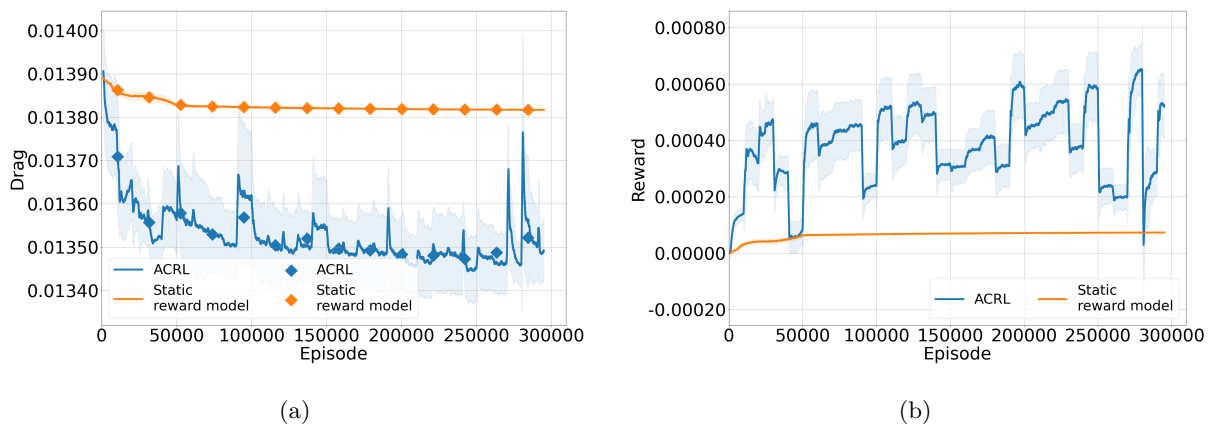 0.01400
0.01390
0.01380
0.01370
0.01360
0.01350
0.01340
Drag
ACRL
Static
reward model
ACRL
Static
reward model
0
50000
100000
150000
200000
250000
300000
Episode
(a)
0.00080
0.00060
0.00040
0.00020
0.00000
-0.00020
Reward
ACRL
Static
reward model
0
50000
100000
150000
200000
250000
300000
Episode
(b)